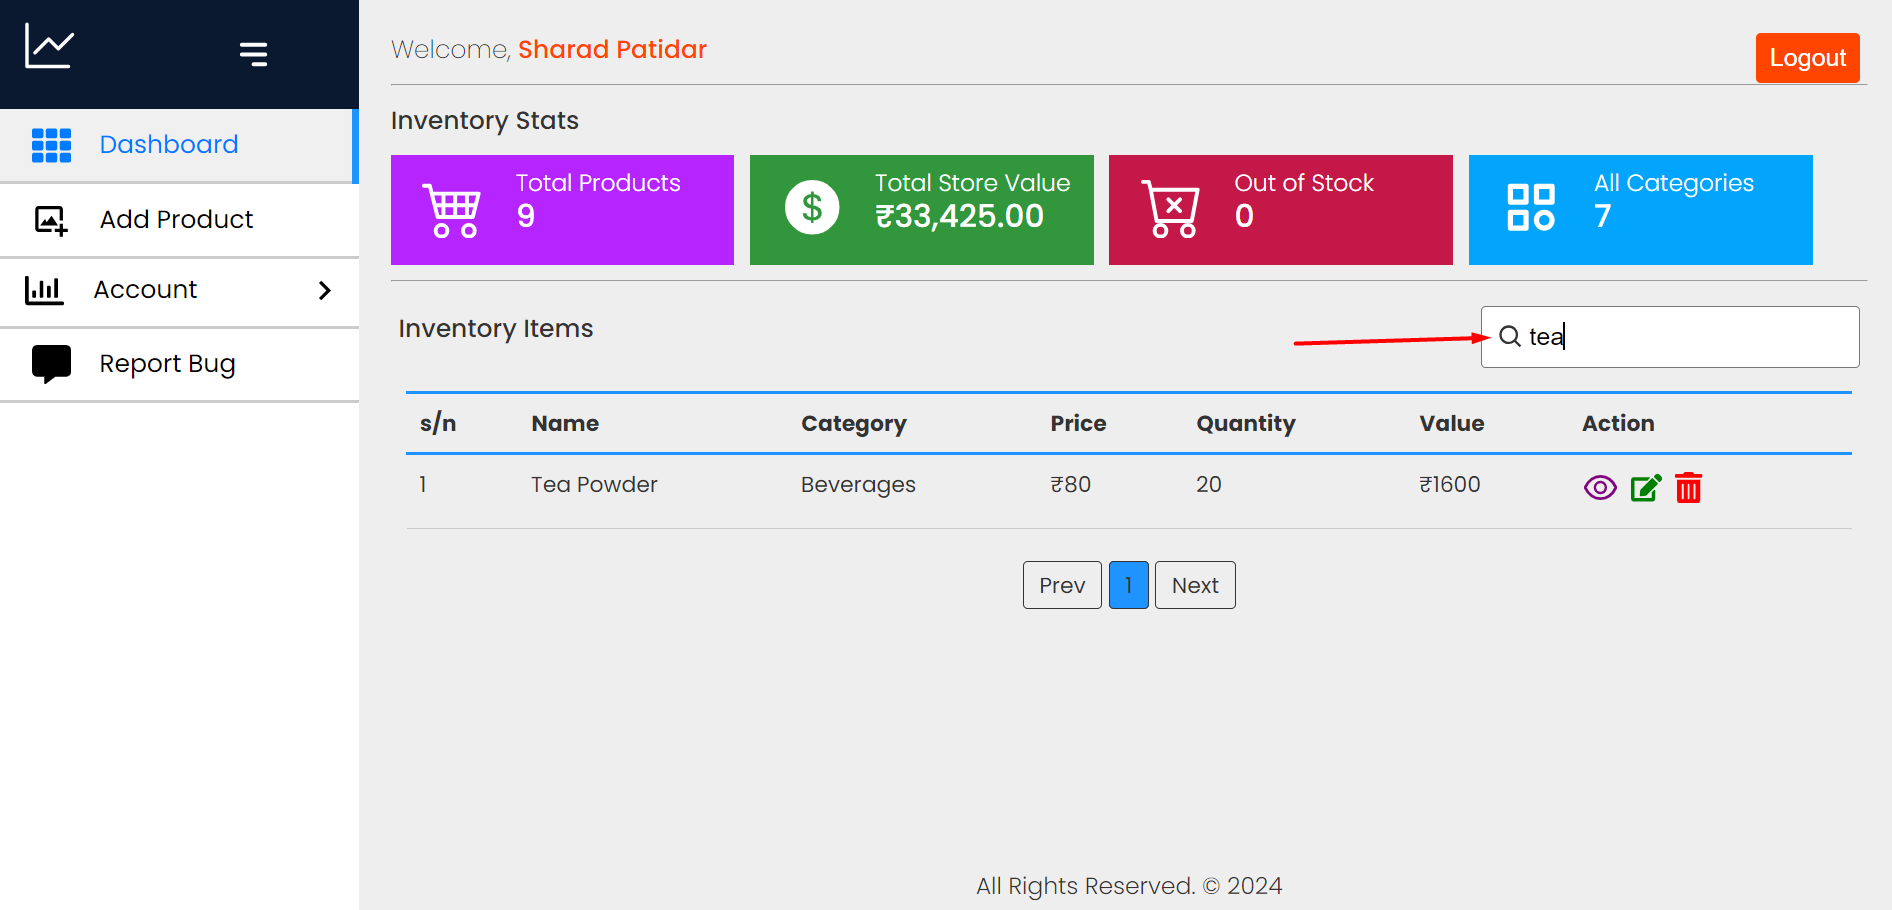 Welcome, Sharad Patidar
Logout
Dashboard
Add Product
Account
Report Bug
Inventory Stats
Total Products
9
Total Store Value
₹33,425.00
Out of Stock
0
All Categories
7
Inventory Items
tea
s/n Name Category Price Quantity Value Action
1 Tea Powder Beverages ₹80 20 ₹1600
Prev 1 Next
All Rights Reserved. © 2024